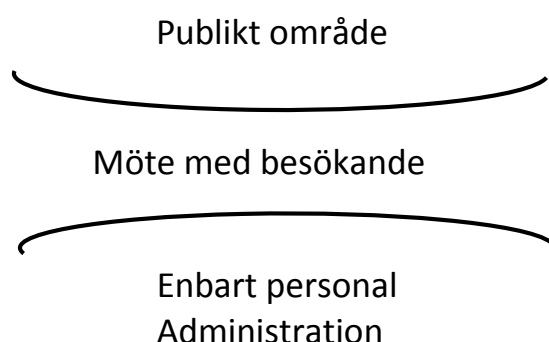 Publikt område
Möte med besökande
Enbart personal
Administration